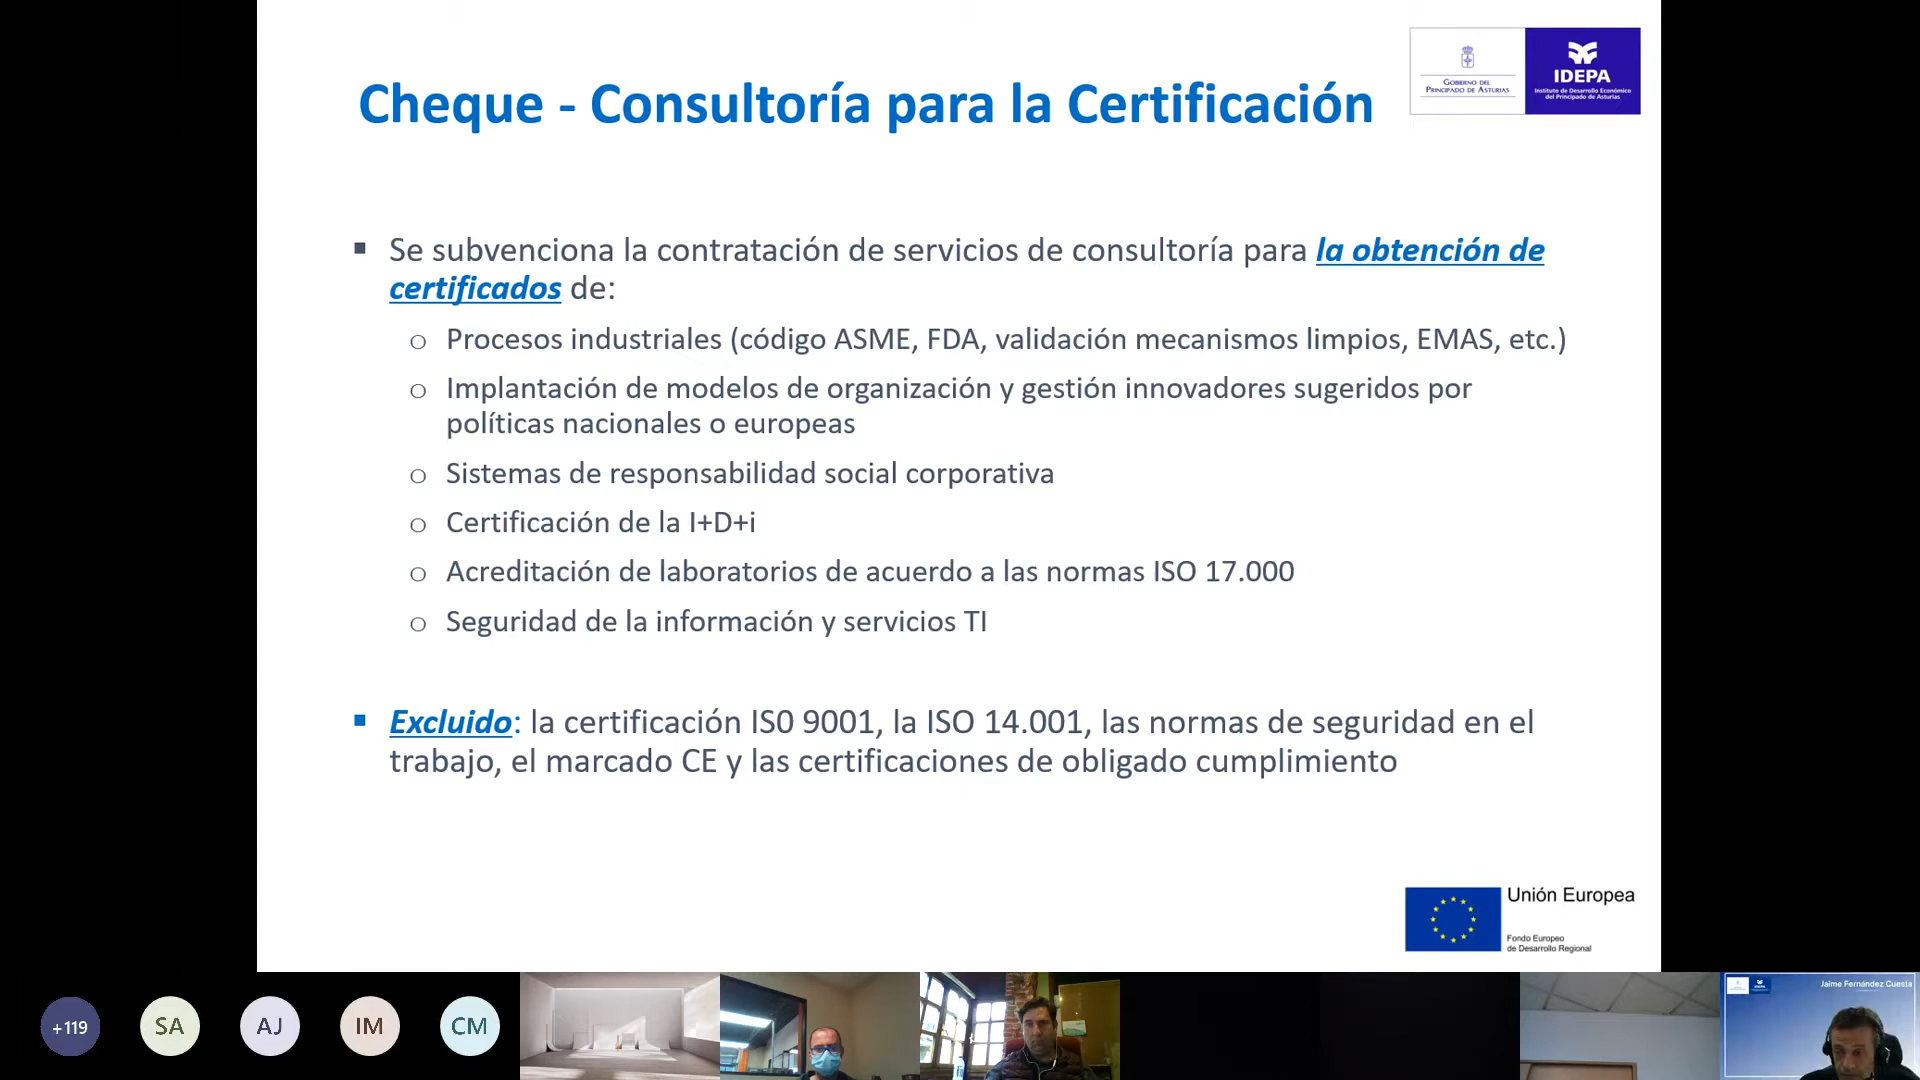 Cheque - Consultoría para la Certificación
GOBIERNO DEL
PRINCIPADO DE ASTURIAS
IDEPA
Instituto de Desarrollo Económico
del Principado de Asturias
Se subvenciona la contratación de servicios de consultoría para la obtención de
certificados de:
o Procesos industriales (código ASME, FDA, validación mecanismos limpios, EMAS, etc.)
o Implantación de modelos de organización y gestión innovadores sugeridos por
políticas nacionales o europeas
o Sistemas de responsabilidad social corporativa
o Certificación de la I+D+i
o Acreditación de laboratorios de acuerdo a las normas ISO 17.000
o Seguridad de la información y servicios TI
Excluido: la certificación IS0 9001, la ISO 14.001, las normas de seguridad en el
trabajo, el marcado CE y las certificaciones de obligado cumplimiento
Unión Europea
Fondo Europeo
de Desarrollo Regional
+119
SA
AJ
IM
CM
Jaime Fernández Cuesta